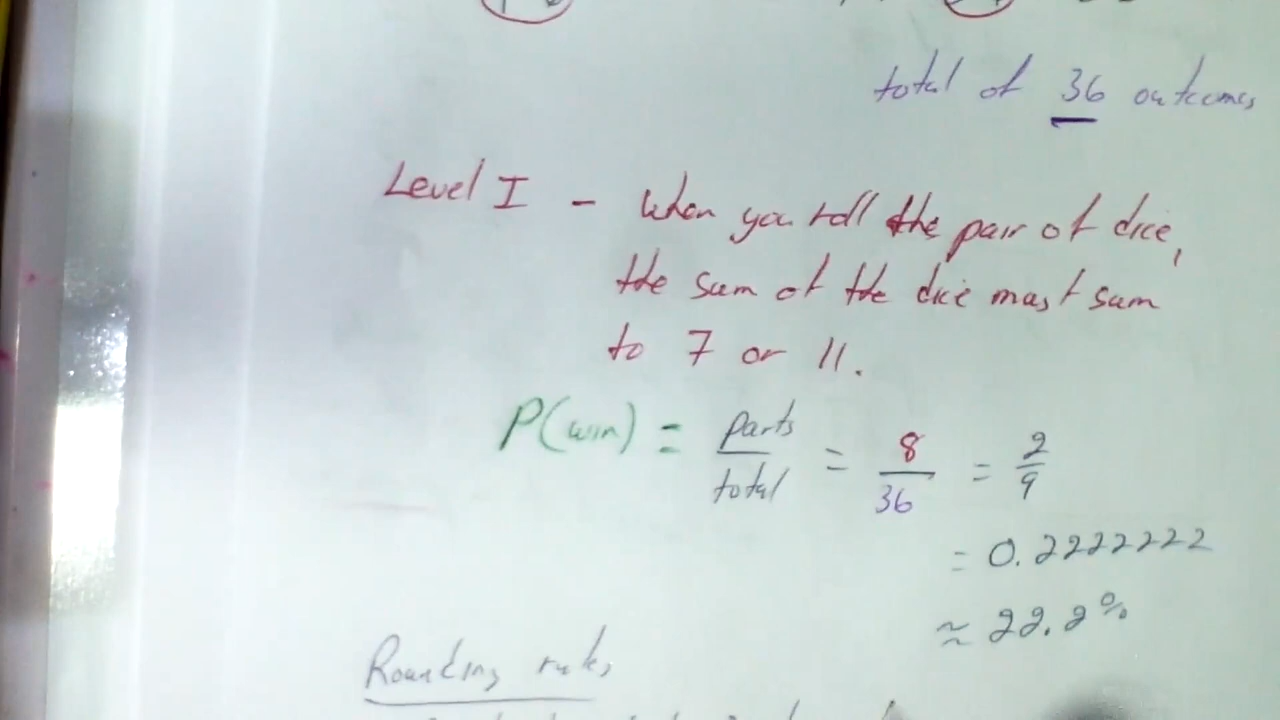 total of 36 outcomes
Level I - When you roll the pair of dice,
the sum of the dice must sum
to 7 or 11.
P(win) = parts/total = 8/36 = 2/9
= 0.2222222
≈ 22.2%
Rounding rules